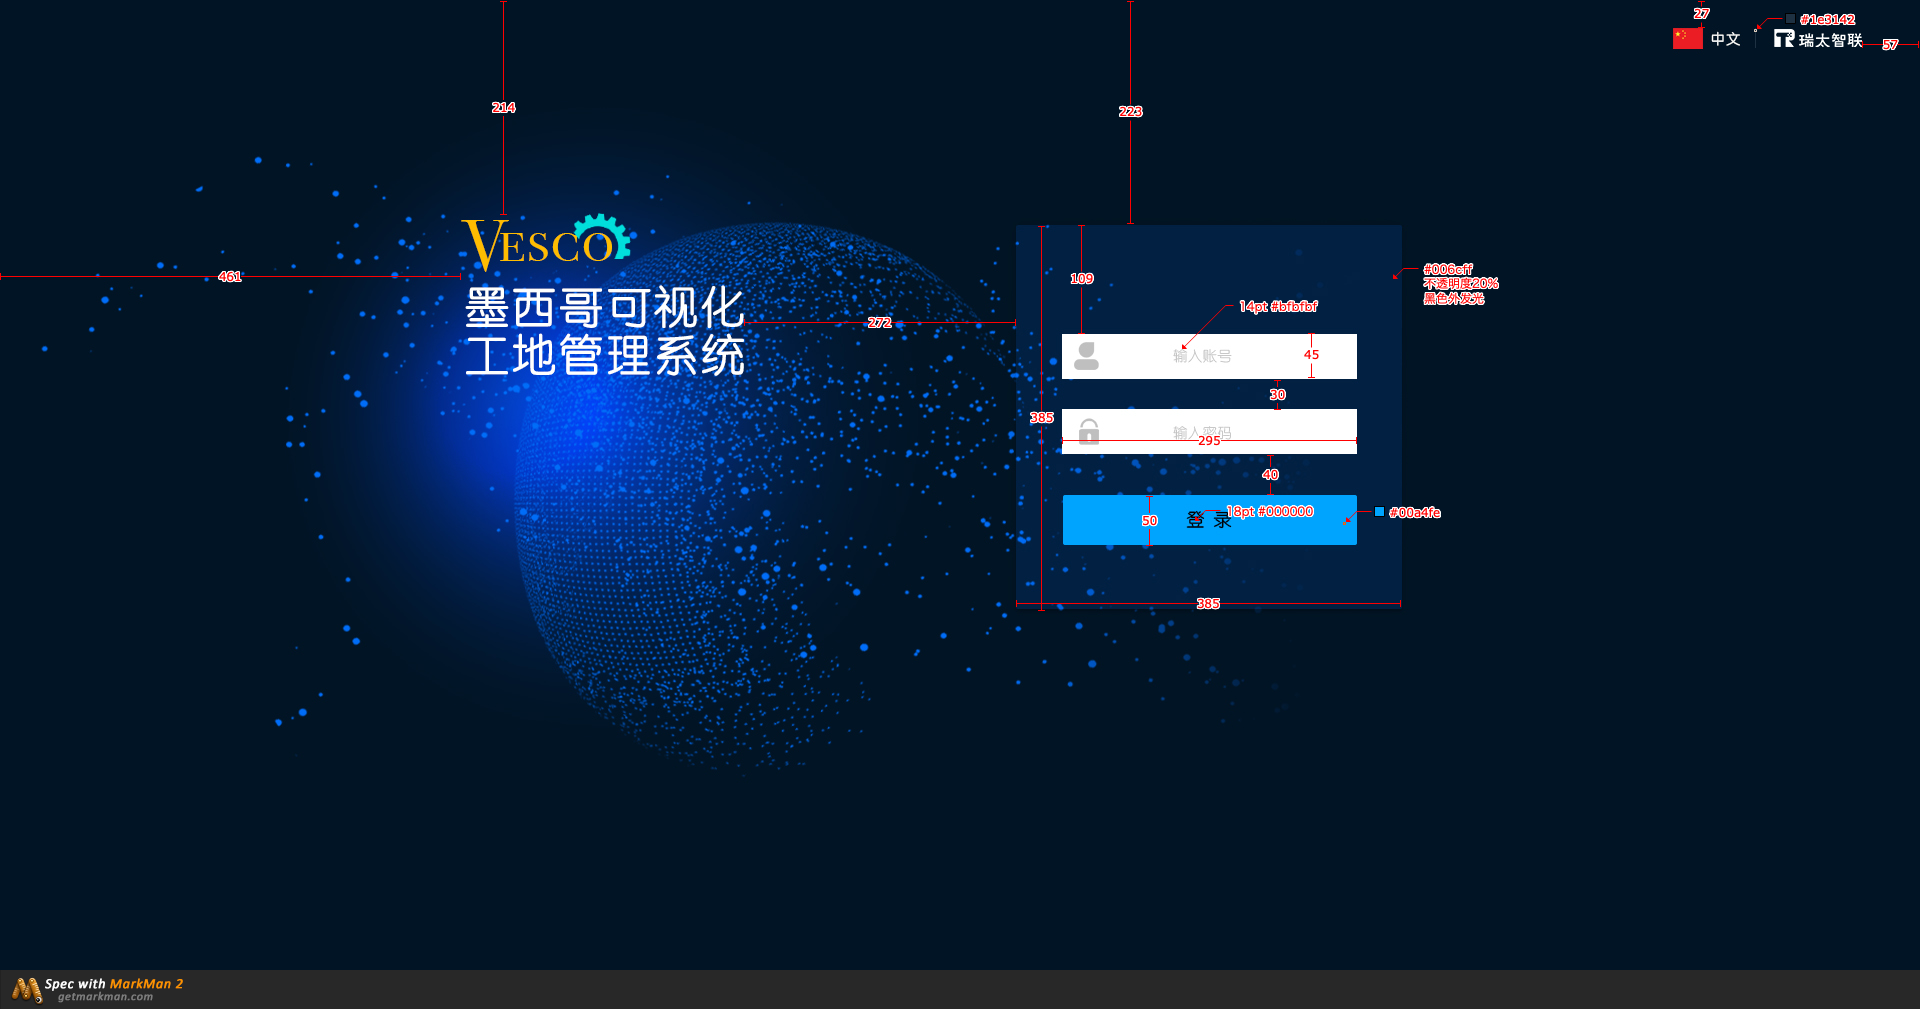 27
#1e3142
中文
瑞太智联
57
214
223
VESCO
461
109
#006cff
不透明度20%
黑色外发光
墨西哥可视化
272
14pt #bfbfbf
工地管理系统
输入账号
45
30
385
输入密码
295
40
50
登 录
18pt #000000
#00a4fe
385
Spec with MarkMan 2
getmarkman.com